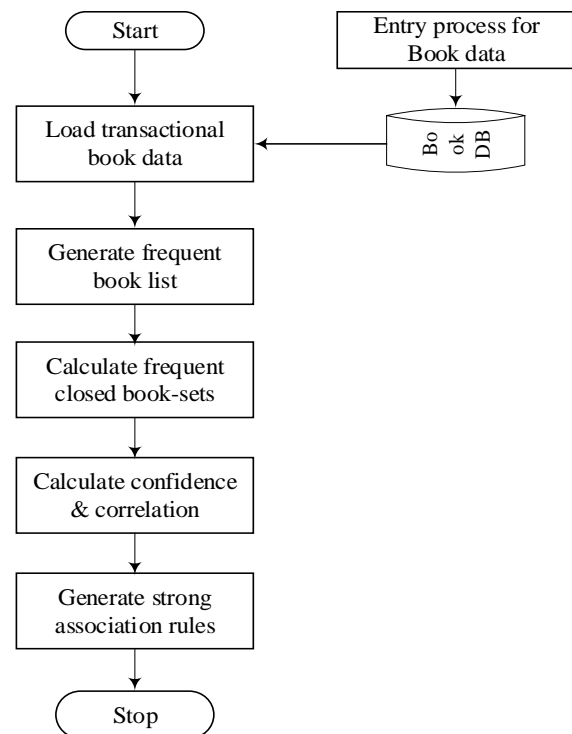 Start
Entry process for
Book data
Load transactional
book data
Bo
ok
DB
Generate frequent
book list
Calculate frequent
closed book-sets
Calculate confidence
& correlation
Generate strong
association rules
Stop